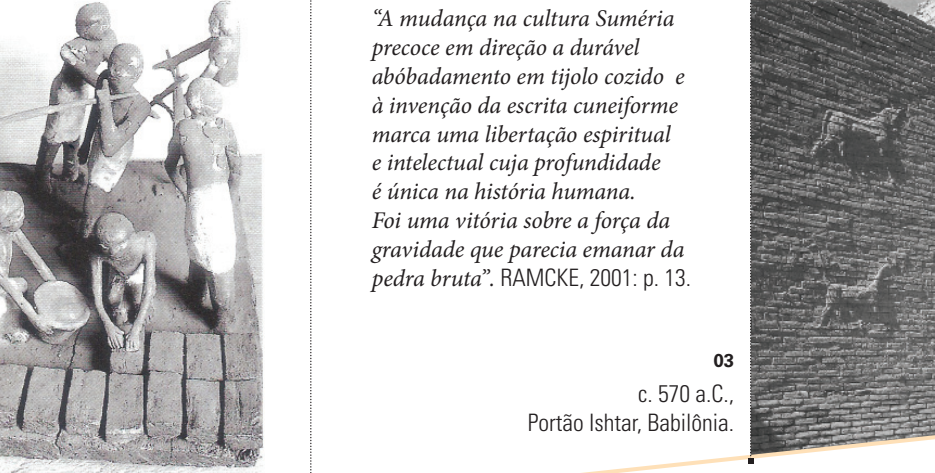 “A mudança na cultura Suméria
precoce em direção a durável
abóbadamento em tijolo cozido e
à invenção da escrita cuneiforme
marca uma libertação espiritual
e intelectual cuja profundidade
é única na história humana.
Foi uma vitória sobre a força da
gravidade que parecia emanar da
pedra bruta”. RAMCKE, 2001: p. 13.
03
c. 570 a.C.,
Portão Ishtar, Babilônia.